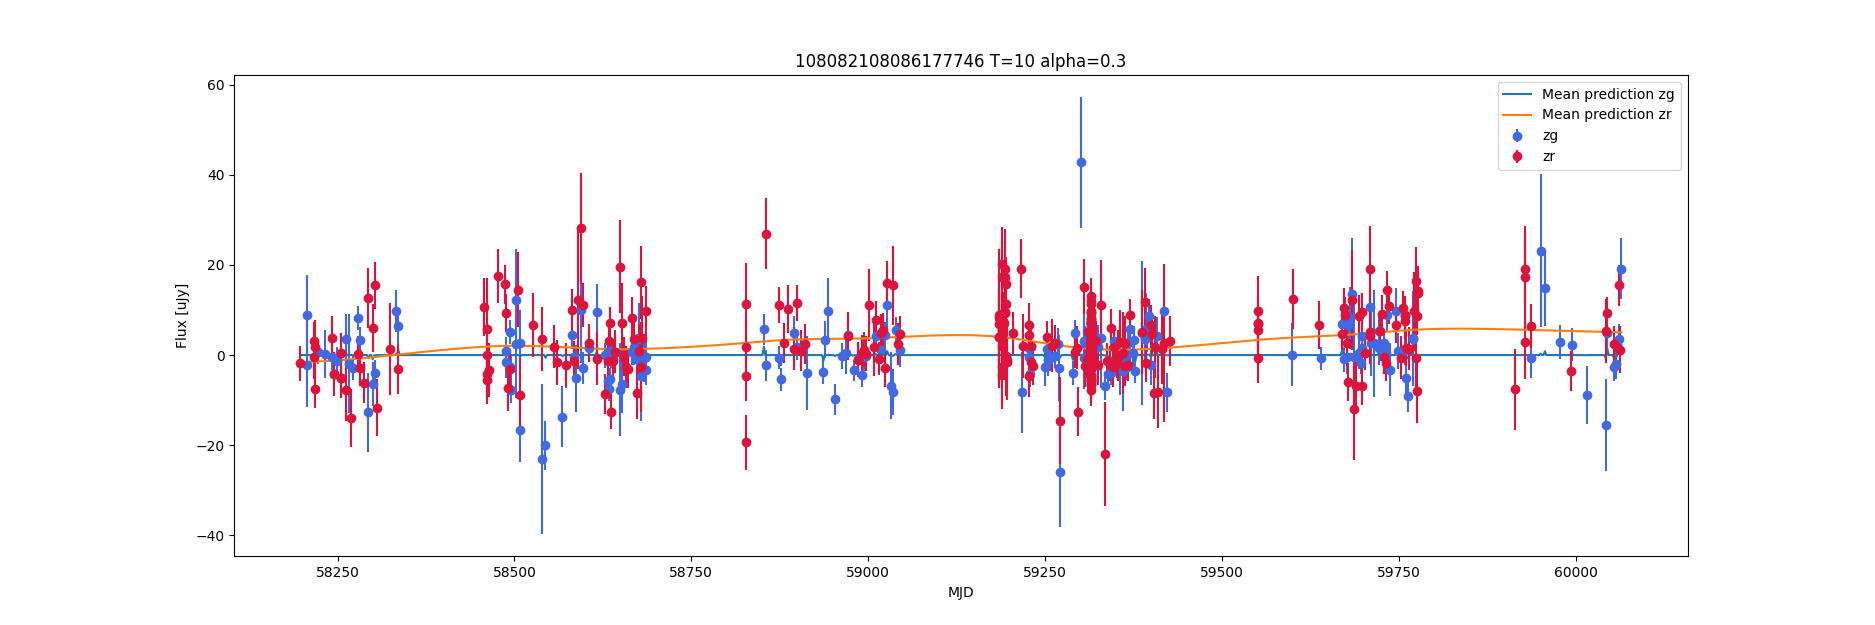 108082108086177746 T=10 alpha=0.3
Flux [uJy]
60
40
20
0
−20
−40
Mean prediction zg
Mean prediction zr
zg
zr
58250 58500 58750 59000 59250 59500 59750 60000
MJD